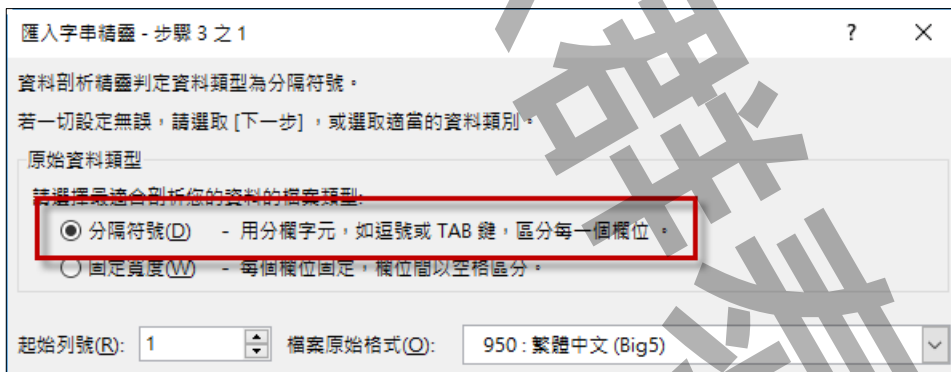 匯入字串精靈 - 步驟 3 之 1 ? ×
資料剖析精靈判定資料類型為分隔符號。
若一切設定無誤,請選取 [下一步] ,或選取適當的資料類別。
原始資料類型
請選擇最適合剖析您的資料的檔案類型:
分隔符號(D) - 用分欄字元,如逗號或 TAB 鍵,區分每一個欄位 。
固定寬度(W) - 每個欄位固定,欄位間以空格區分。
起始列號(R): 1 檔案原始格式(O): 950 : 繁體中文 (Big5)